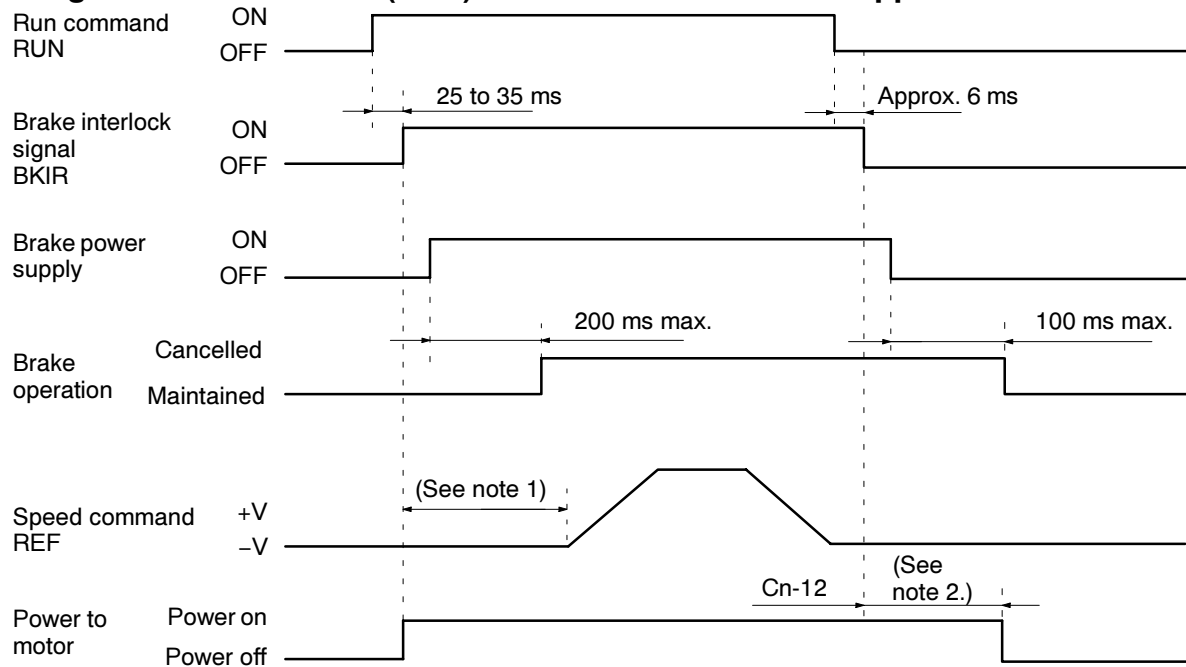 Run command
RUN
ON
OFF
25 to 35 ms
Approx. 6 ms
Brake interlock
signal
BKIR
ON
OFF
Brake power
supply
ON
OFF
200 ms max.
100 ms max.
Brake
operation
Cancelled
Maintained
(See note 1)
Speed command
REF
+V
−V
Cn-12
(See
note 2.)
Power to
motor
Power on
Power off